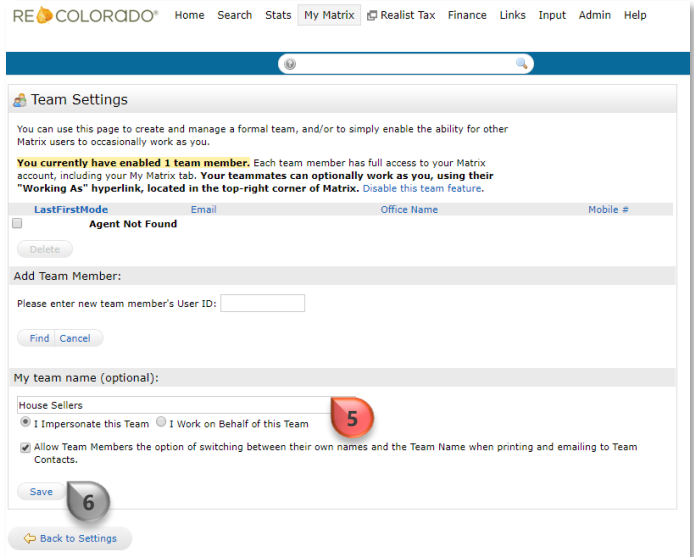 RE COLORADO® Home Search Stats My Matrix Realist Tax Finance Links Input Admin Help
Team Settings
You can use this page to create and manage a formal team, and/or to simply enable the ability for other
Matrix users to occasionally work as you.
You currently have enabled 1 team member. Each team member has full access to your Matrix
account, including your My Matrix tab. Your teammates can optionally work as you, using their
"Working As" hyperlink, located in the top-right corner of Matrix. Disable this team feature.
LastFirstMode Email Office Name Mobile #
Agent Not Found
Delete
Add Team Member:
Please enter new team member's User ID:
Find Cancel
My team name (optional):
House Sellers
5
I Impersonate this Team I Work on Behalf of this Team
Allow Team Members the option of switching between their own names and the Team Name when printing and emailing to Team
Contacts.
Save
6
Back to Settings